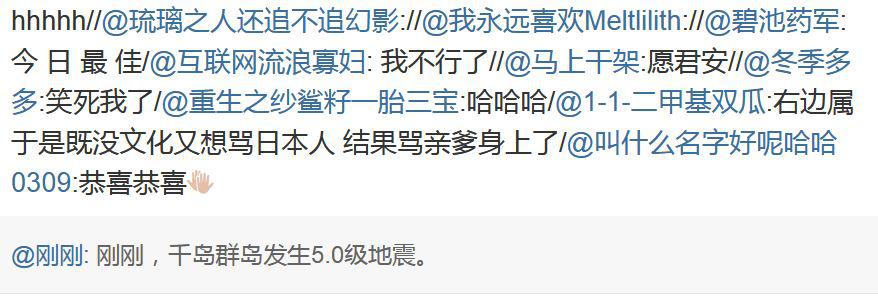 hhhhh//@琉璃之人还追不追幻影://@我永远喜欢Meltlilith://@碧池药军:
今 日 最 佳/@互联网流浪寡妇: 我不行了//@马上干架:愿君安//@冬季多
多:笑死我了/@重生之纱鲨籽一胎三宝:哈哈哈/@1-1-二甲基双瓜:右边属
于是既没文化又想骂日本人 结果骂亲爹身上了/@叫什么名字好呢哈哈
0309:恭喜恭喜👋🏻
@刚刚: 刚刚，千岛群岛发生5.0级地震。